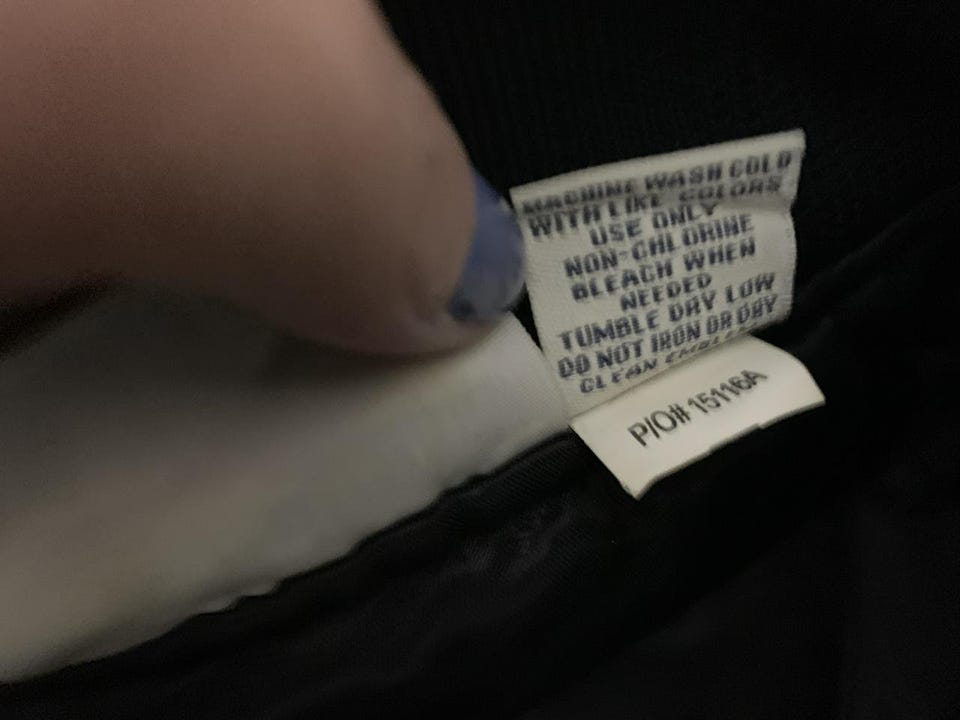 MACHINE WASH COLD
WITH LIKE COLORS
USE ONLY
NON-CHLORINE
BLEACH WHEN
NEEDED
TUMBLE DRY LOW
DO NOT IRON OR DRY
CLEAN EMBLEM
P/O# 15116A